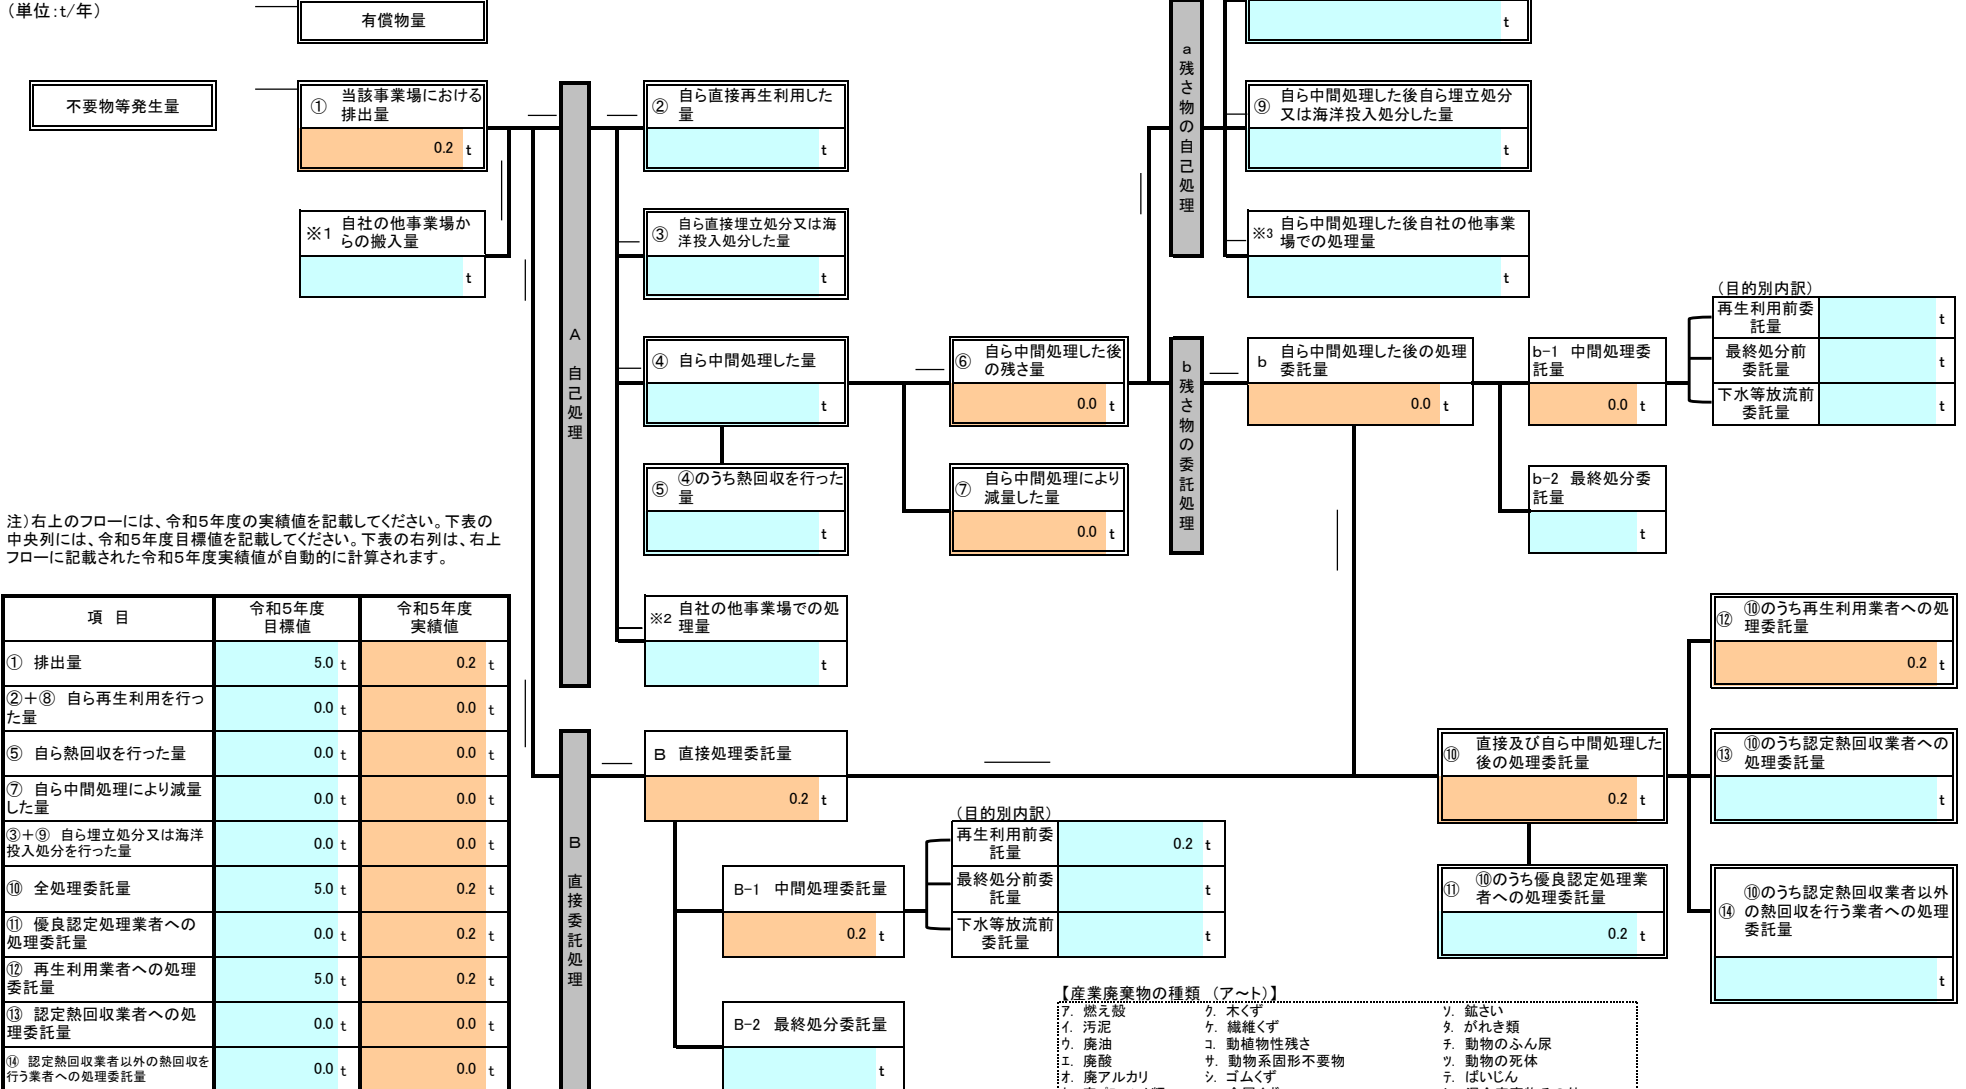 （単位:t/年）
有償物量
t
不要物等発生量
① 当該事業場における
排出量
0.2 t
※1 自社の他事業場か
らの搬入量
t
A 自己処理
② 自ら直接再生利用した
量
t
③ 自ら直接埋立処分又は海
洋投入処分した量
t
④ 自ら中間処理した量
t
⑤ ④のうち熱回収を行った
量
t
※2 自社の他事業場での処
理量
t
⑥ 自ら中間処理した後
の残さ量
0.0 t
⑦ 自ら中間処理により
減量した量
0.0 t
a 残さ物の自己処理
⑨ 自ら中間処理した後自ら埋立処分
又は海洋投入処分した量
t
※3 自ら中間処理した後自社の他事業
場での処理量
t
b 残さ物の委託処理
b 自ら中間処理した後の処理
委託量
0.0 t
b-1 中間処理委
託量
0.0 t
b-2 最終処分委
託量
t
（目的別内訳）
再生利用前委
託量
t
最終処分前
委託量
t
下水等放流前
委託量
t
注）右上のフローには、令和5年度の実績値を記載してください。下表の
中央列には、令和5年度目標値を記載してください。下表の右列は、右上
フローに記載された令和5年度実績値が自動的に計算されます。
項 目
令和5年度
目標値
令和5年度
実績値
① 排出量 5.0 t 0.2 t
②＋⑧ 自ら再生利用を行っ
た量 0.0 t 0.0 t
⑤ 自ら熱回収を行った量 0.0 t 0.0 t
⑦ 自ら中間処理により減量
した量 0.0 t 0.0 t
③＋⑨ 自ら埋立処分又は海洋
投入処分を行った量 0.0 t 0.0 t
⑩ 全処理委託量 5.0 t 0.2 t
⑪ 優良認定処理業者への
処理委託量 0.0 t 0.2 t
⑫ 再生利用業者への処理
委託量 5.0 t 0.2 t
⑬ 認定熱回収業者への処
理委託量 0.0 t 0.0 t
⑭ 認定熱回収業者以外の熱回収を
行う業者への処理委託量 0.0 t 0.0 t
B 直接委託処理
B 直接処理委託量
0.2 t
B-1 中間処理委託量
0.2 t
B-2 最終処分委託量
t
（目的別内訳）
再生利用前委
託量
0.2 t
最終処分前委
託量
t
下水等放流前
委託量
t
⑩ 直接及び自ら中間処理した
後の処理委託量
0.2 t
⑪ ⑩のうち優良認定処理業
者への処理委託量
0.2 t
⑫ ⑩のうち再生利用業者への処
理委託量
0.2 t
⑬ ⑩のうち認定熱回収業者への
処理委託量
t
⑭ ⑩のうち認定熱回収業者以外
の熱回収を行う業者への処理
委託量
t
【産業廃棄物の種類 （ア～ト）】
ア. 燃え殻 ク. 木くず ソ. 鉱さい
イ. 汚泥 ケ. 繊維くず タ. がれき類
ウ. 廃油 コ. 動植物性残さ チ. 動物のふん尿
エ. 廃酸 サ. 動物系固形不要物 ツ. 動物の死体
オ. 廃アルカリ シ. ゴムくず テ. ばいじん